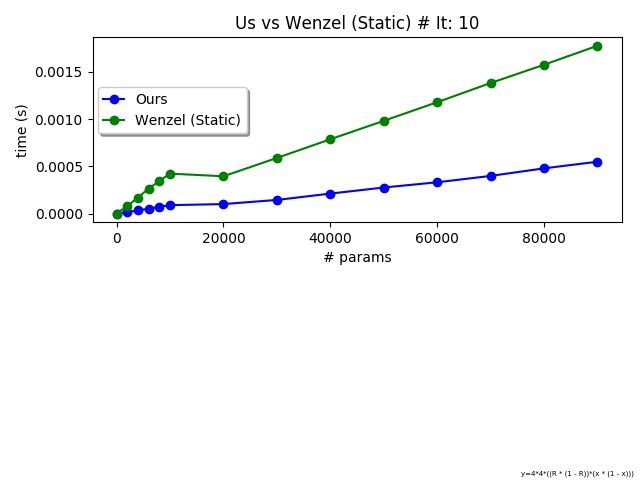 Us vs Wenzel (Static) # It: 10
time (s)
0.0015
0.0010
0.0005
0.0000
Ours
Wenzel (Static)
0 20000 40000 60000 80000
# params
y=4*4*((R * (1 - R))*(x * (1 - x)))